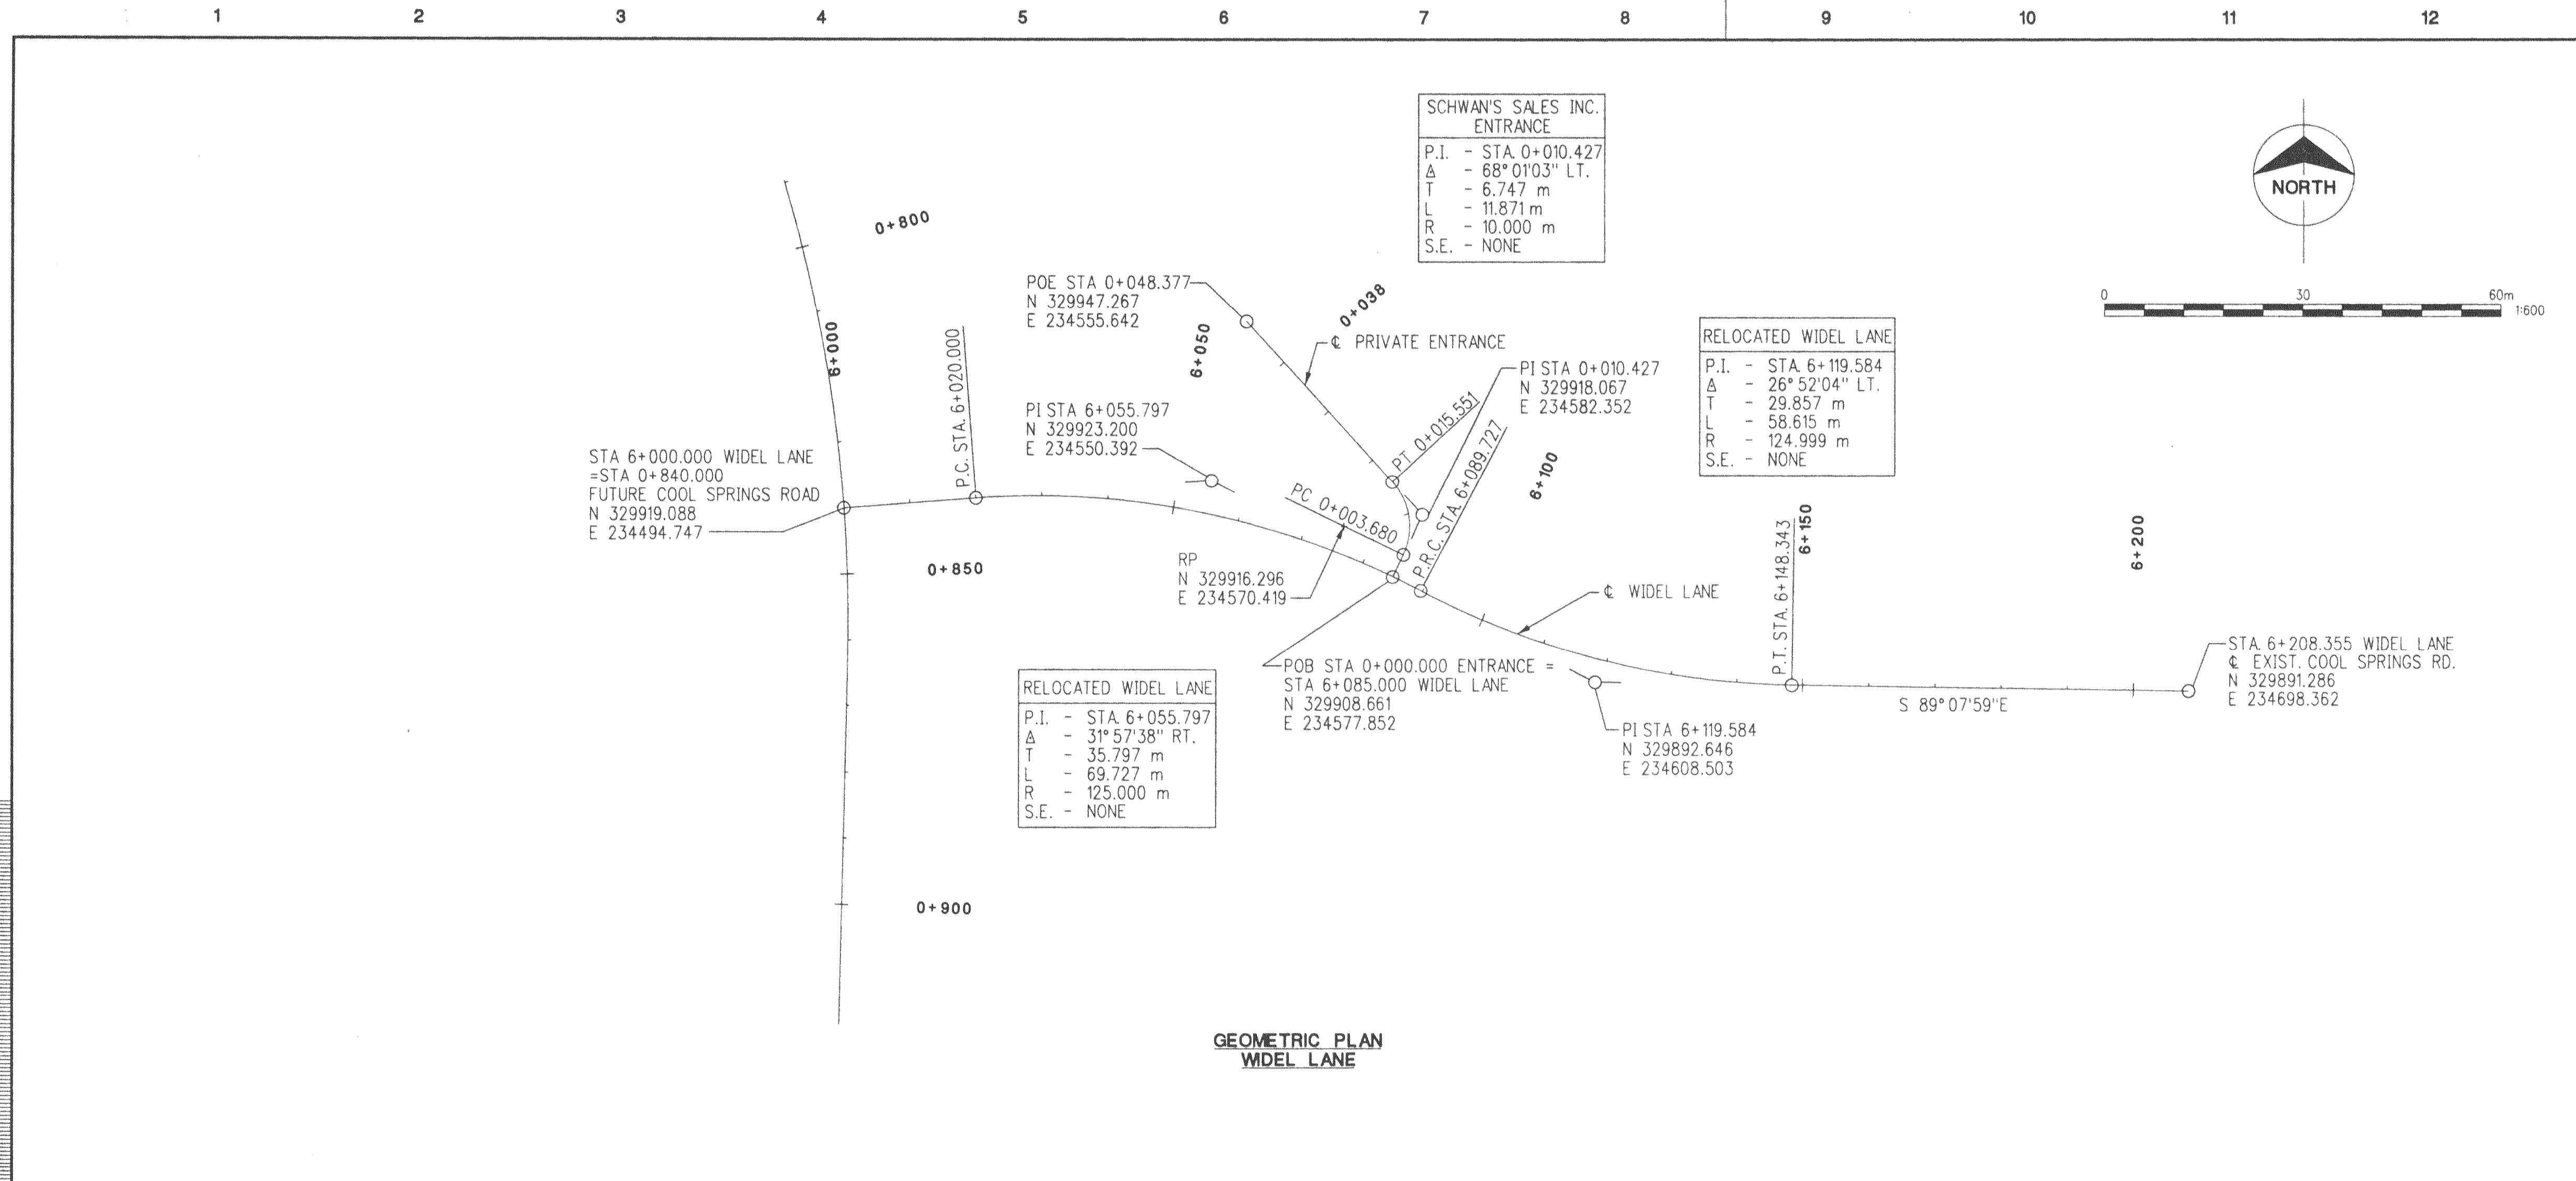 1 2 3 4 5 6 7 8 9 10 11 12
SCHWAN'S SALES INC.
ENTRANCE
P.I. - STA. 0+010.427
Δ - 68°01'03" LT.
T - 6.747 m
L - 11.871 m
R - 10.000 m
S.E. - NONE
NORTH
0 30 60m
1:600
0+800
POE STA 0+048.377
N 329947.267
E 234555.642
0+038
℄ PRIVATE ENTRANCE
6+000
P.C. STA. 6+020.000
6+050
PI STA 0+010.427
N 329918.067
E 234582.352
RELOCATED WIDEL LANE
P.I. - STA. 6+119.584
Δ - 26°52'04" LT.
T - 29.857 m
L - 58.615 m
R - 124.999 m
S.E. - NONE
PI STA 6+055.797
N 329923.200
E 234550.392
PT 0+015.551
P.R.C. STA. 6+089.727
6+100
STA 6+000.000 WIDEL LANE
=STA 0+840.000
FUTURE COOL SPRINGS ROAD
N 329919.088
E 234494.747
PC 0+003.680
6+150
P.T. STA. 6+148.343
6+200
0+850
RP
N 329916.296
E 234570.419
℄ WIDEL LANE
STA. 6+208.355 WIDEL LANE
℄ EXIST. COOL SPRINGS RD.
N 329891.286
E 234698.362
S 89°07'59"E
POB STA 0+000.000 ENTRANCE =
STA 6+085.000 WIDEL LANE
N 329908.661
E 234577.852
RELOCATED WIDEL LANE
P.I. - STA. 6+055.797
Δ - 31°57'38" RT.
T - 35.797 m
L - 69.727 m
R - 125.000 m
S.E. - NONE
PI STA 6+119.584
N 329892.646
E 234608.503
0+900
GEOMETRIC PLAN
WIDEL LANE